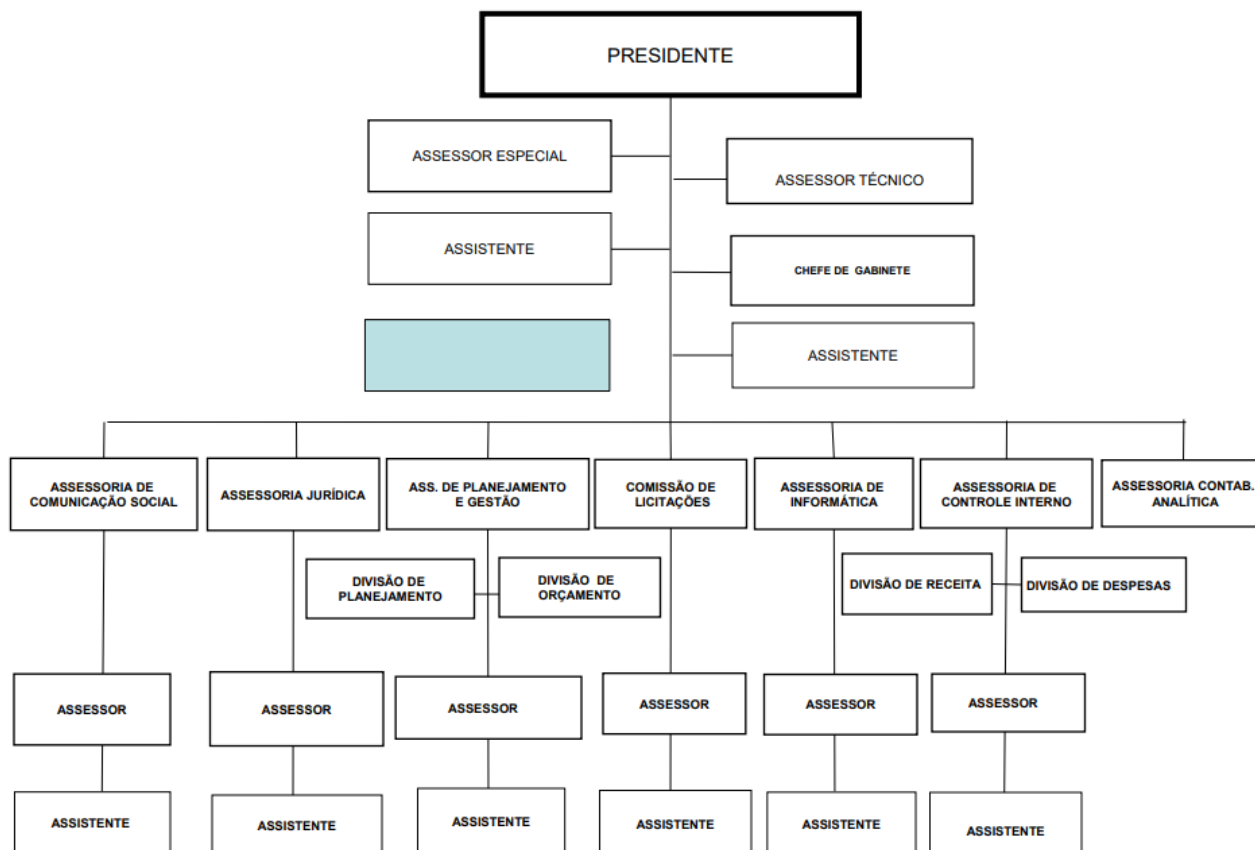 PRESIDENTE
ASSESSOR ESPECIAL
ASSESSOR TÉCNICO
ASSISTENTE
CHEFE DE GABINETE
ASSISTENTE
ASSESSORIA DE
COMUNICAÇÃO SOCIAL
ASSESSORIA JURÍDICA
ASS. DE PLANEJAMENTO
E GESTÃO
COMISSÃO DE
LICITAÇÕES
ASSESSORIA DE
INFORMÁTICA
ASSESSORIA DE
CONTROLE INTERNO
ASSESSORIA CONTAB.
ANALÍTICA
DIVISÃO DE
PLANEJAMENTO
DIVISÃO DE
ORÇAMENTO
DIVISÃO DE RECEITA
DIVISÃO DE DESPESAS
ASSESSOR
ASSESSOR
ASSESSOR
ASSESSOR
ASSESSOR
ASSESSOR
ASSISTENTE
ASSISTENTE
ASSISTENTE
ASSISTENTE
ASSISTENTE
ASSISTENTE